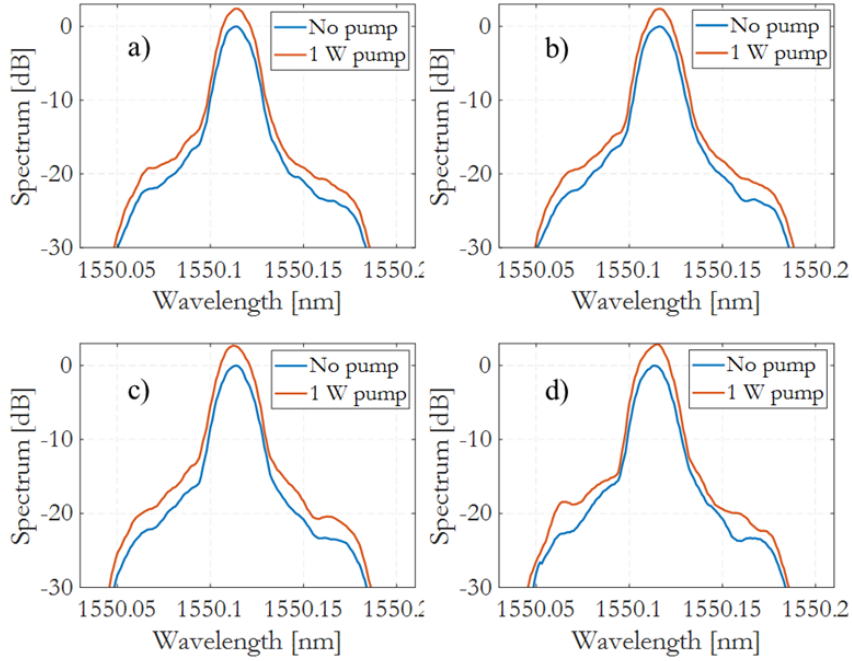 a)
No pump
1 W pump
Spectrum [dB]
0
-10
-20
-30
1550.05 1550.1 1550.15 1550.2
Wavelength [nm]
b)
No pump
1 W pump
Spectrum [dB]
0
-10
-20
-30
1550.05 1550.1 1550.15 1550.2
Wavelength [nm]
c)
No pump
1 W pump
Spectrum [dB]
0
-10
-20
-30
1550.05 1550.1 1550.15 1550.2
Wavelength [nm]
d)
No pump
1 W pump
Spectrum [dB]
0
-10
-20
-30
1550.05 1550.1 1550.15 1550.2
Wavelength [nm]